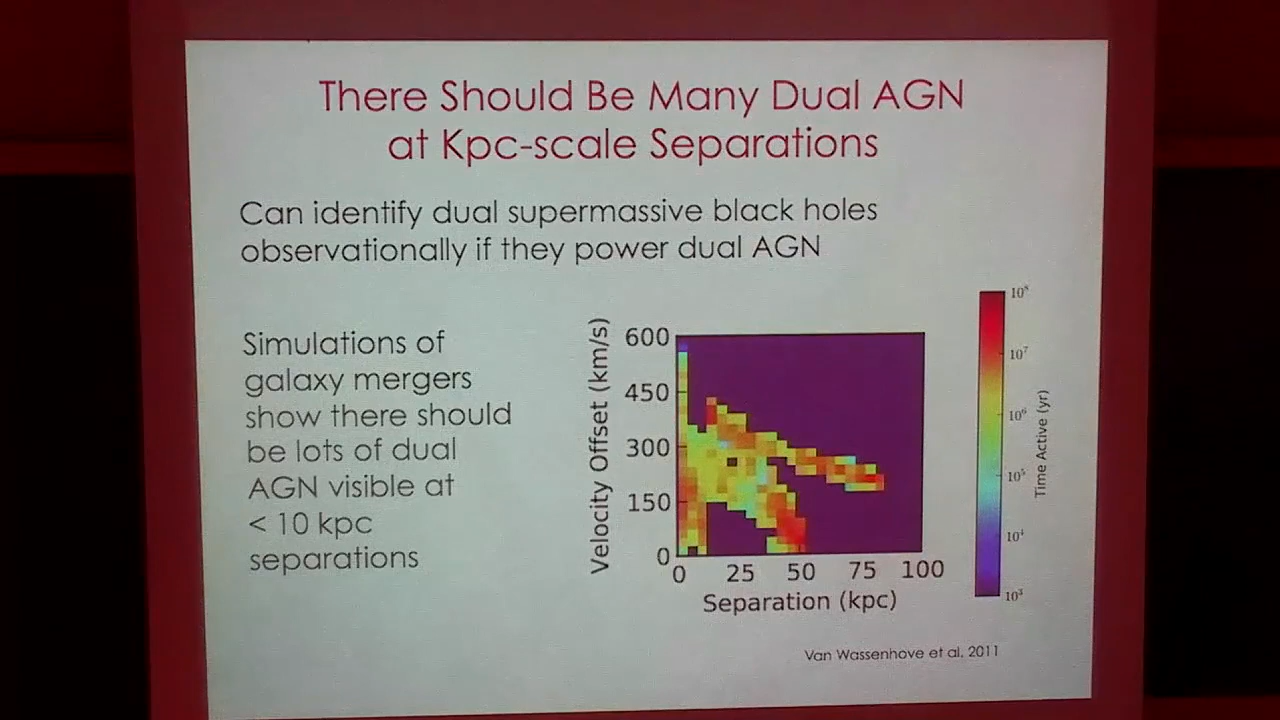 There Should Be Many Dual AGN
at Kpc-scale Separations
Can identify dual supermassive black holes
observationally if they power dual AGN
Simulations of
galaxy mergers
show there should
be lots of dual
AGN visible at
< 10 kpc
separations
Velocity Offset (km/s)
600
450
300
150
0
0 25 50 75 100
Separation (kpc)
10⁸
10⁷
10⁶
10⁵
10⁴
10³
Time Active (yr)
Van Wassenhove et al. 2011